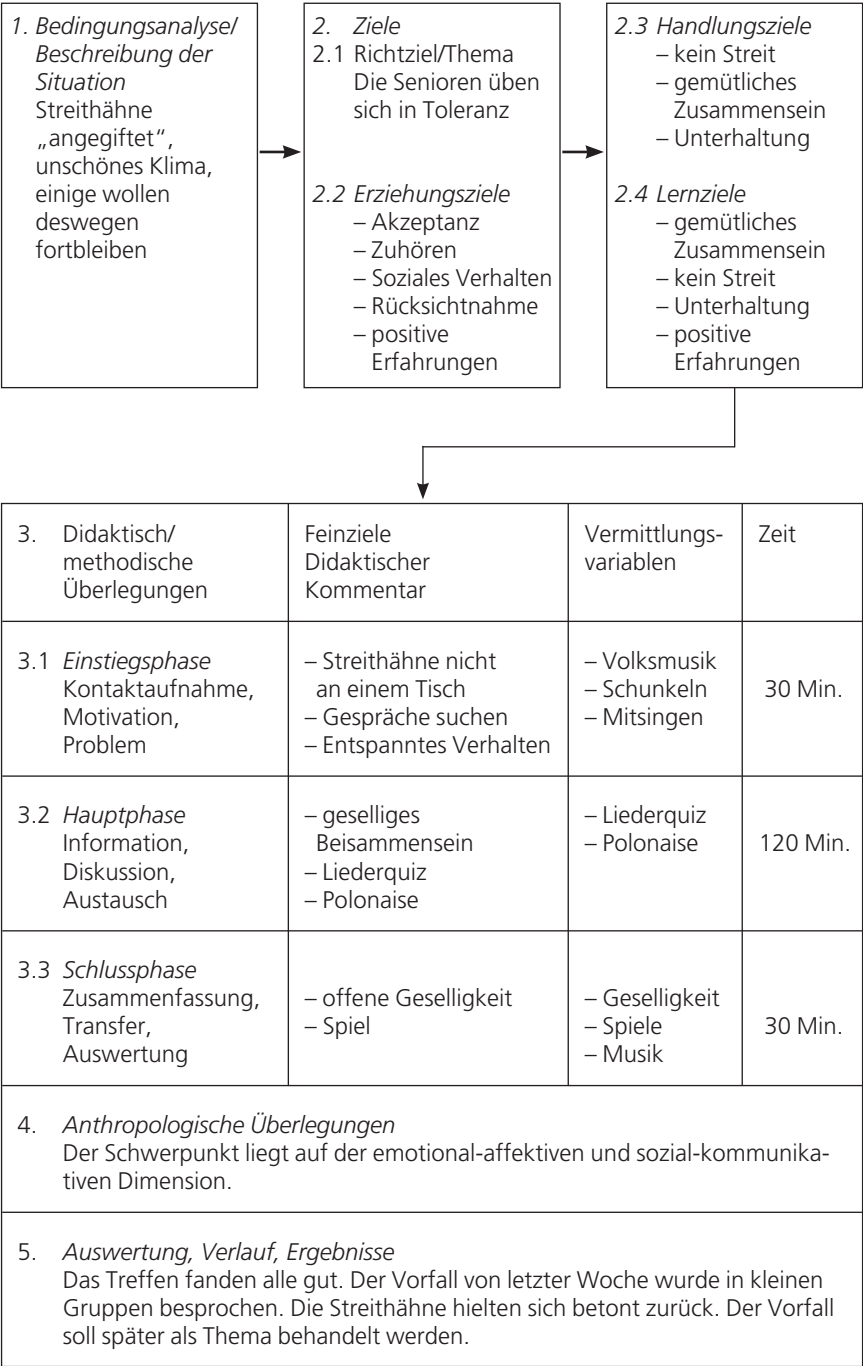 1. Bedingungsanalyse/
Beschreibung der
Situation
Streithähne
„angegiftet“,
unschönes Klima,
einige wollen
deswegen
fortbleiben
2. Ziele
2.1 Richtziel/Thema
Die Senioren üben
sich in Toleranz
2.2 Erziehungsziele
– Akzeptanz
– Zuhören
– Soziales Verhalten
– Rücksichtnahme
– positive
Erfahrungen
2.3 Handlungsziele
– kein Streit
– gemütliches
Zusammensein
– Unterhaltung
2.4 Lernziele
– gemütliches
Zusammensein
– kein Streit
– Unterhaltung
– positive
Erfahrungen
3. Didaktisch/
methodische
Überlegungen
Feinziele
Didaktischer
Kommentar
Vermittlungs-
variablen
Zeit
3.1 Einstiegsphase
Kontaktaufnahme,
Motivation,
Problem
– Streithähne nicht
an einem Tisch
– Gespräche suchen
– Entspanntes Verhalten
– Volksmusik
– Schunkeln
– Mitsingen
30 Min.
3.2 Hauptphase
Information,
Diskussion,
Austausch
– geselliges
Beisammensein
– Liederquiz
– Polonaise
– Liederquiz
– Polonaise
120 Min.
3.3 Schlussphase
Zusammenfassung,
Transfer,
Auswertung
– offene Geselligkeit
– Spiel
– Geselligkeit
– Spiele
– Musik
30 Min.
4. Anthropologische Überlegungen
Der Schwerpunkt liegt auf der emotional-affektiven und sozial-kommunika-
tiven Dimension.
5. Auswertung, Verlauf, Ergebnisse
Das Treffen fanden alle gut. Der Vorfall von letzter Woche wurde in kleinen
Gruppen besprochen. Die Streithähne hielten sich betont zurück. Der Vorfall
soll später als Thema behandelt werden.